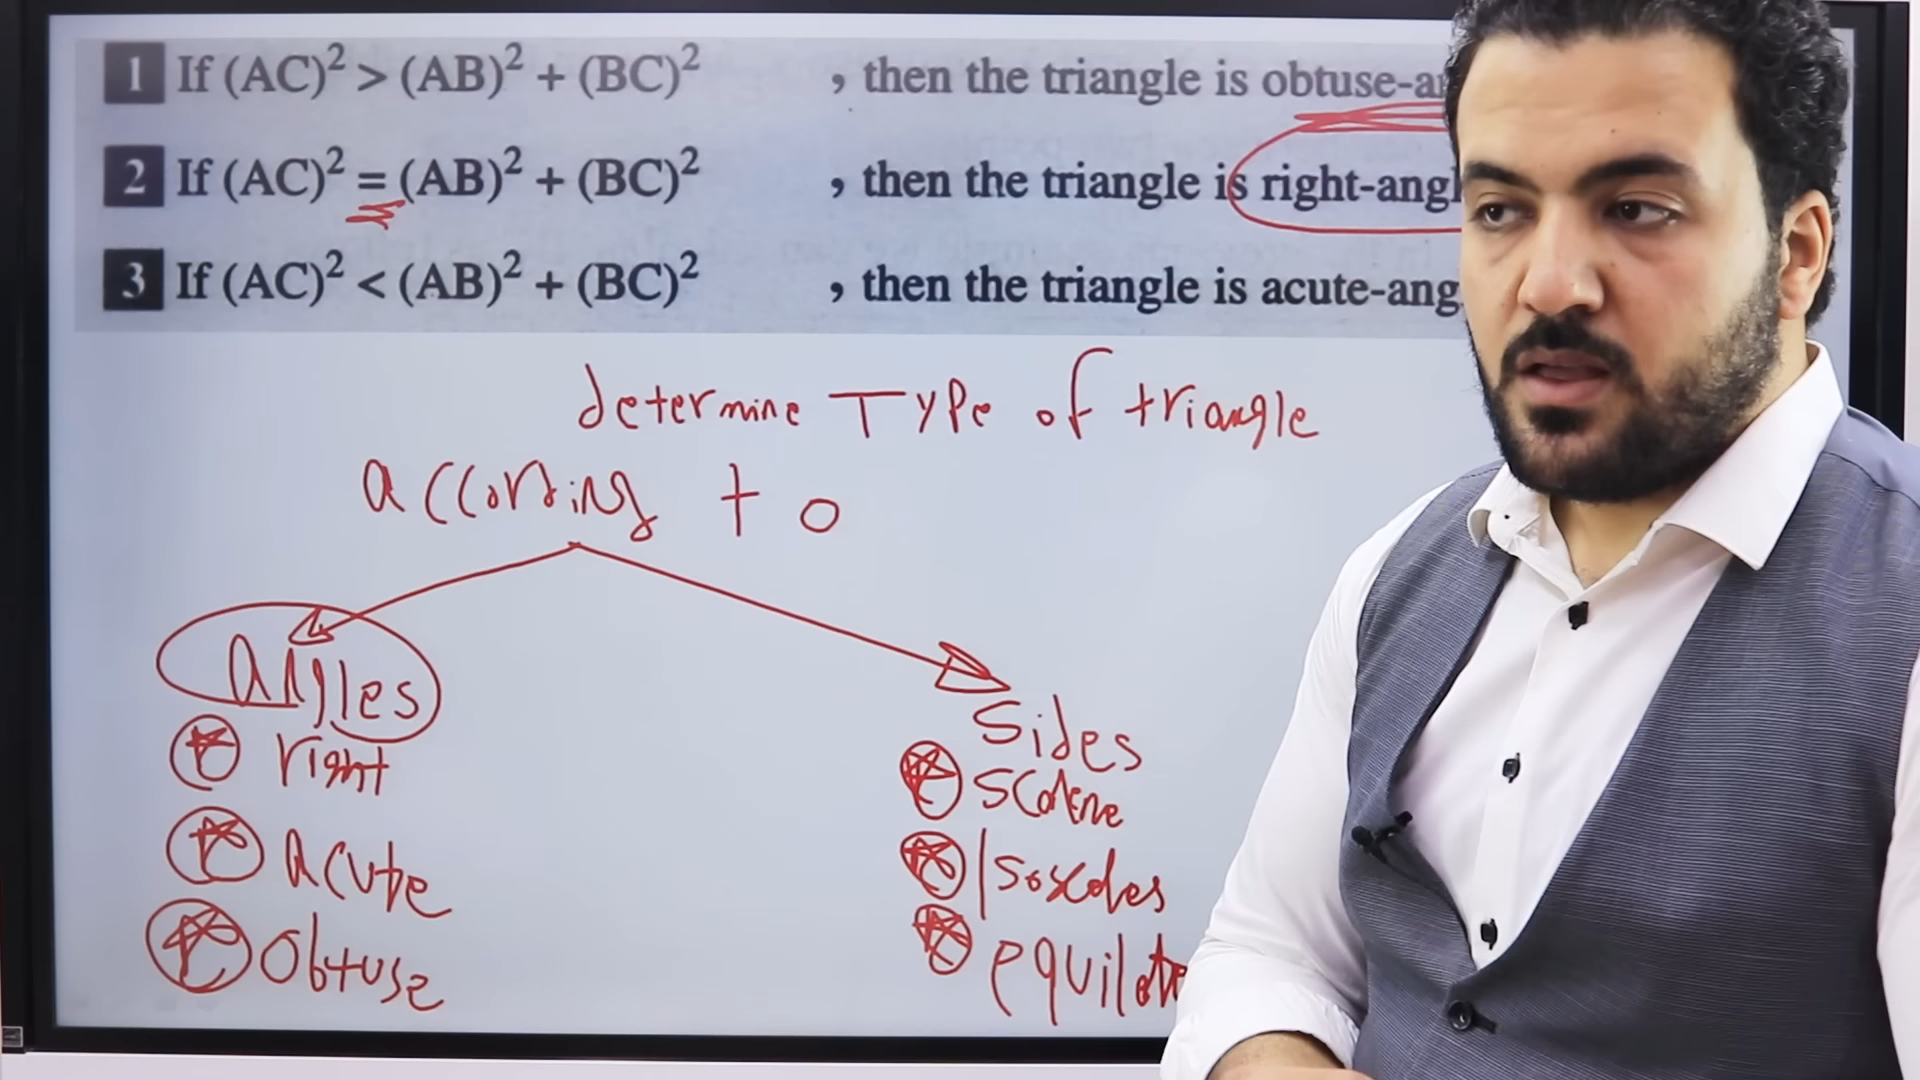 1 If (AC)² > (AB)² + (BC)² , then the triangle is obtuse-a
2 If (AC)² = (AB)² + (BC)² , then the triangle is right-angl
3 If (AC)² < (AB)² + (BC)² , then the triangle is acute-ang
determine Type of triangle
according to
angles
right
acute
obtuse
Sides
Scalene
Isosceles
equilate